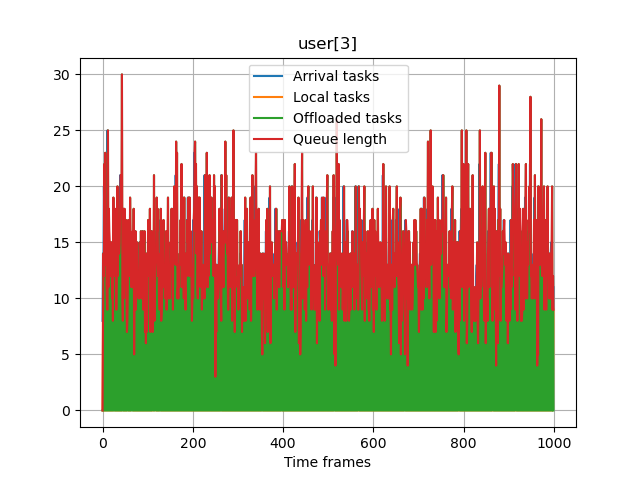 user[3]
Arrival tasks
Local tasks
Offloaded tasks
Queue length
30
25
20
15
10
5
0
0 200 400 600 800 1000
Time frames